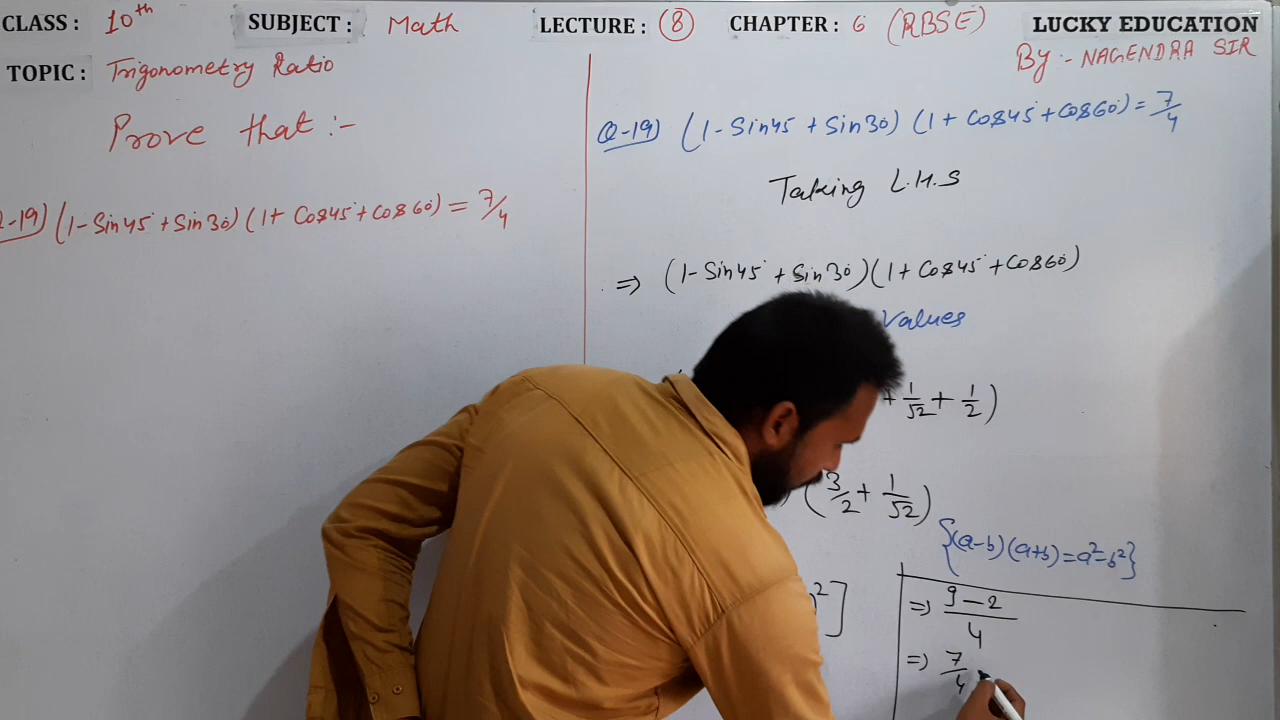 CLASS : 10th SUBJECT : Math LECTURE : 8 CHAPTER : 6 (RBSE) LUCKY EDUCATION
By :- NAGENDRA SIR
TOPIC : Trigonometry Ratio
Prove that :-
Q-19) (1 - Sin45° + Sin30°) (1 + Cos45° + Cos60°) = 7/4
Q-19) (1 - Sin45° + Sin30°) (1 + Cos45° + Cos60°) = 7/4
Taking L.H.S
⇒ (1 - Sin45° + Sin30°) (1 + Cos45° + Cos60°)
Values
+ 1/√2 + 1/2)
(3/2 + 1/√2)
{(a-b) (a+b) = a² - b²}
)²]
⇒ 9 - 2/4
⇒ 7/4